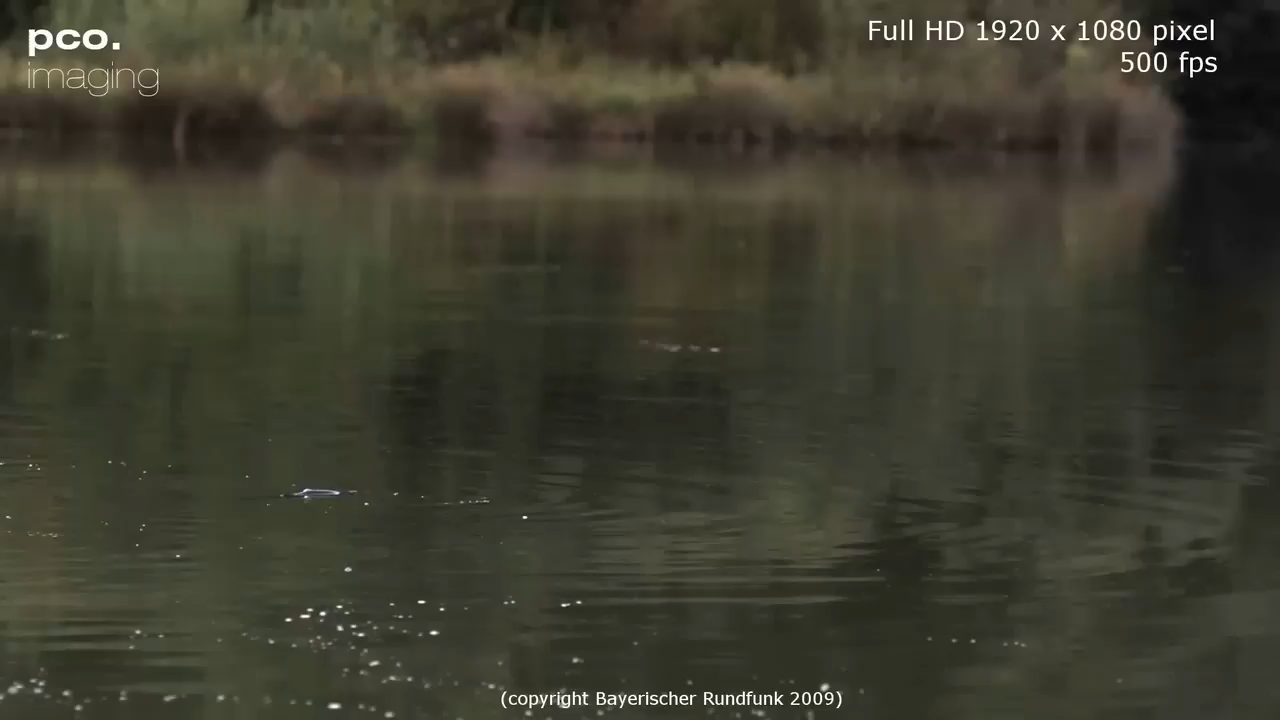 pco.
imaging
Full HD 1920 x 1080 pixel
500 fps
(copyright Bayerischer Rundfunk 2009)